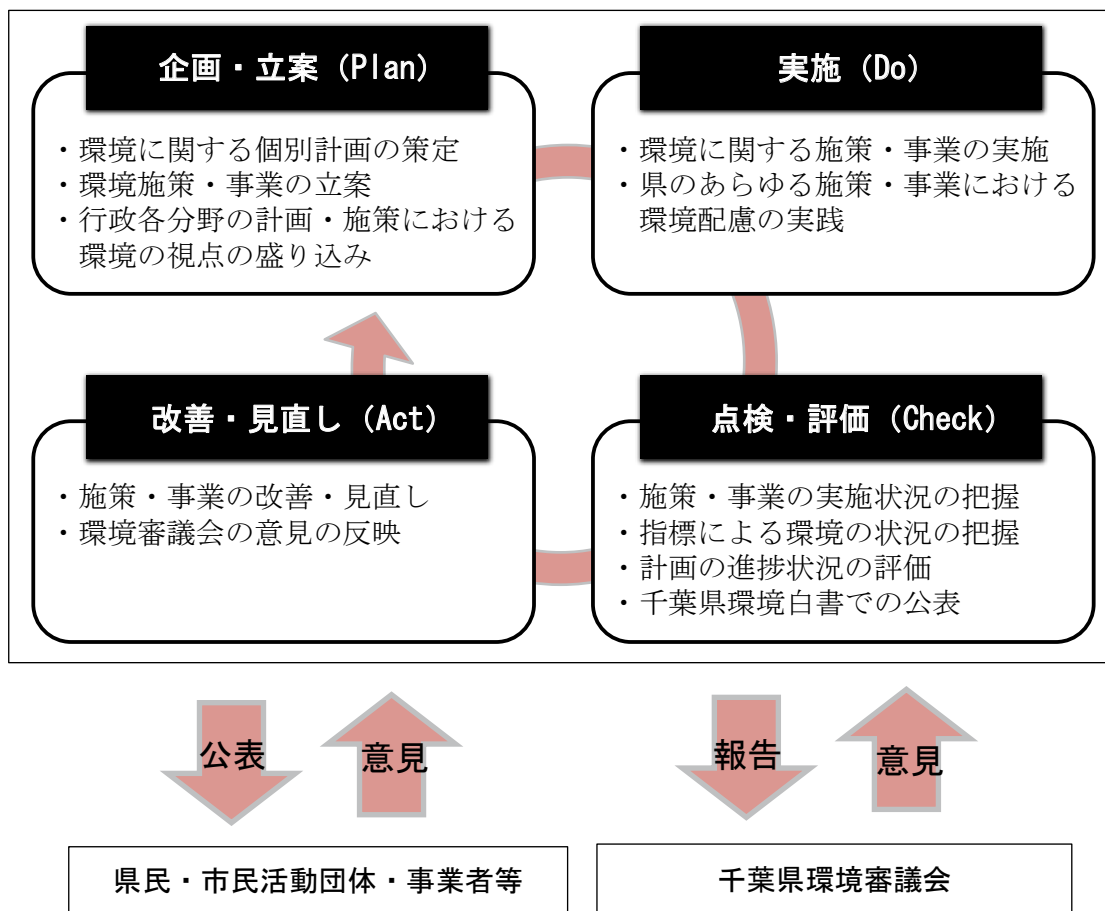 企画・立案（Plan）
・環境に関する個別計画の策定
・環境施策・事業の立案
・行政各分野の計画・施策における
環境の視点の盛り込み
実施（Do）
・環境に関する施策・事業の実施
・県のあらゆる施策・事業における
環境配慮の実践
改善・見直し（Act）
・施策・事業の改善・見直し
・環境審議会の意見の反映
点検・評価（Check）
・施策・事業の実施状況の把握
・指標による環境の状況の把握
・計画の進捗状況の評価
・千葉県環境白書での公表
公表
意見
報告
意見
県民・市民活動団体・事業者等
千葉県環境審議会